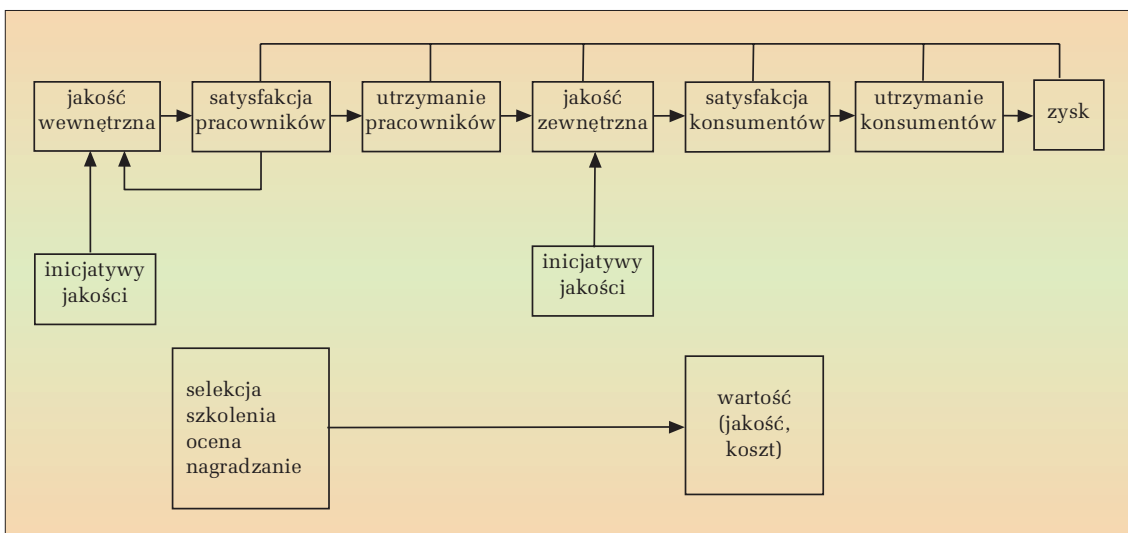 jakość
wewnętrzna
satysfakcja
pracowników
utrzymanie
pracowników
jakość
zewnętrzna
satysfakcja
konsumentów
utrzymanie
konsumentów
zysk
inicjatywy
jakości
inicjatywy
jakości
selekcja
szkolenia
ocena
nagradzanie
wartość
(jakość,
koszt)